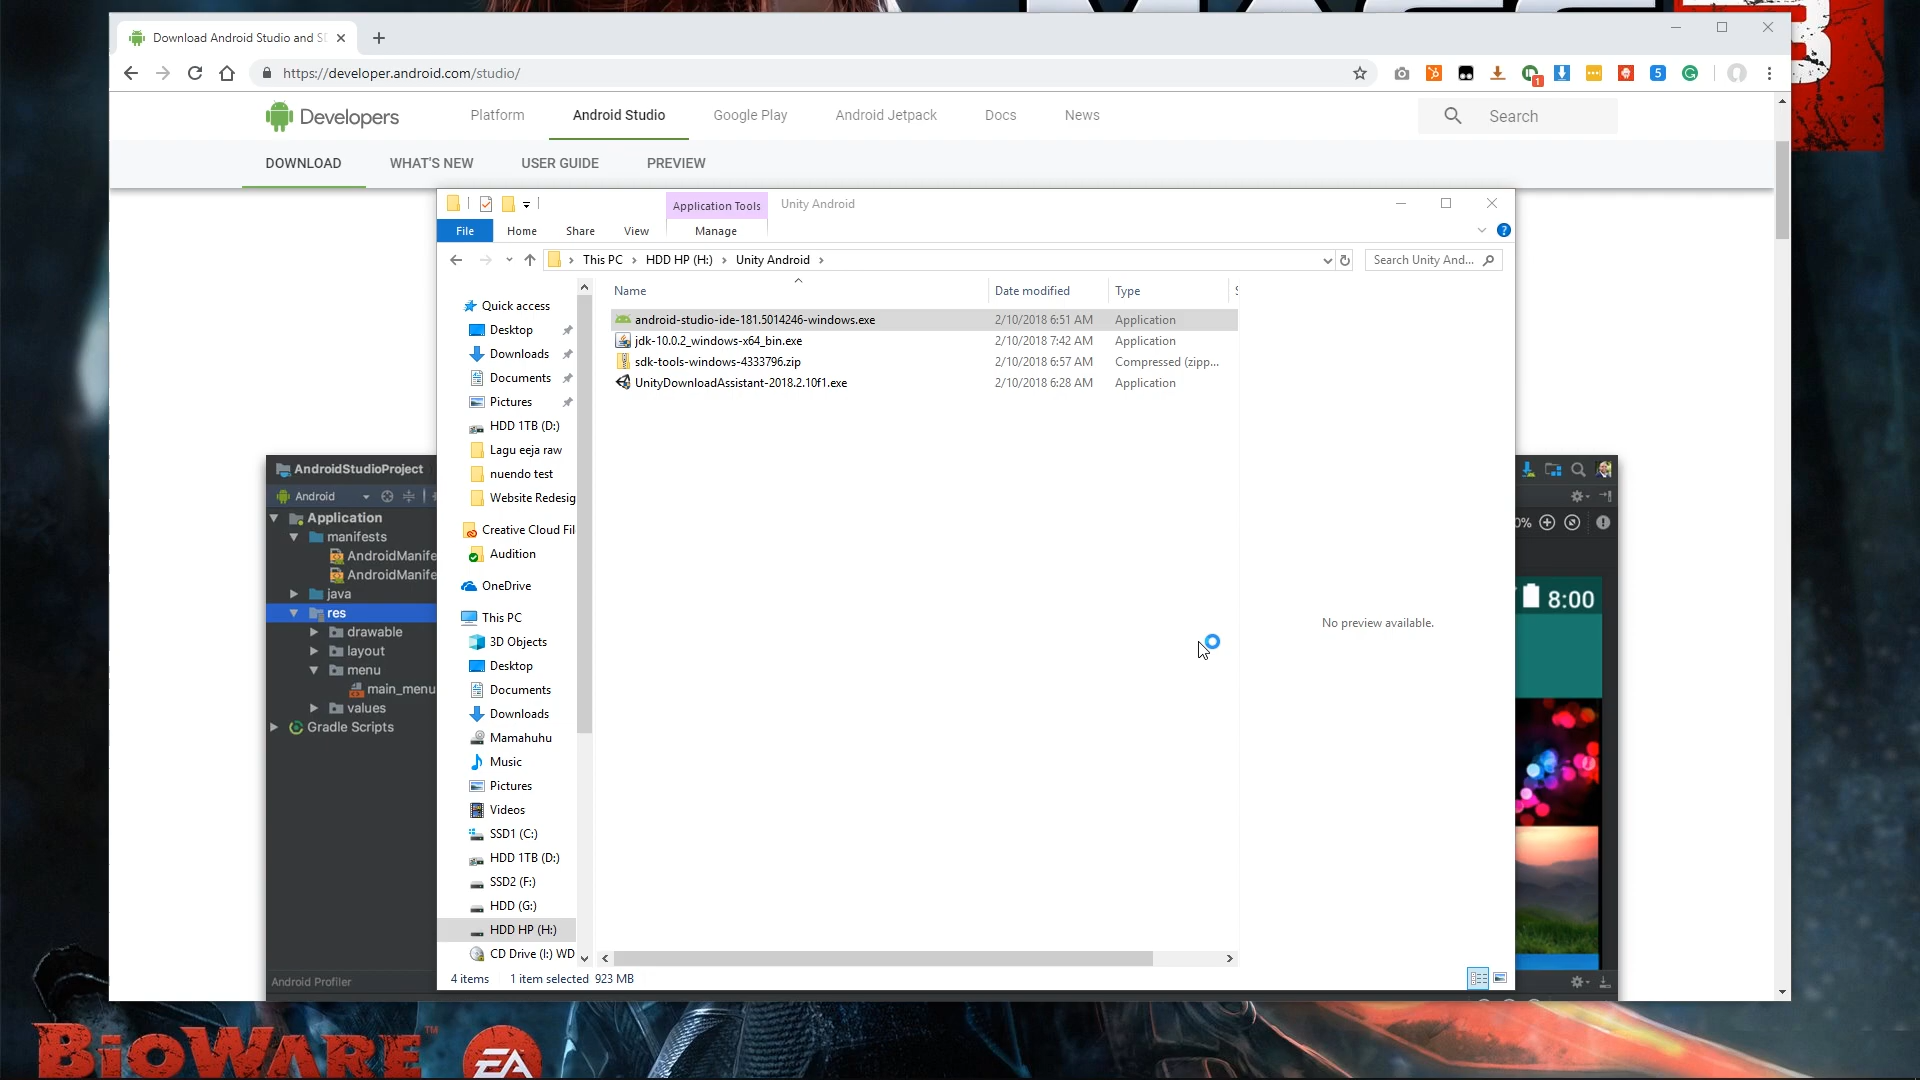 Download Android Studio and SD
https://developer.android.com/studio/
1
5
Developers
Platform
Android Studio
Google Play
Android Jetpack
Docs
News
Search
DOWNLOAD
WHAT'S NEW
USER GUIDE
PREVIEW
Application Tools
Unity Android
File
Home
Share
View
Manage
This PC
HDD HP (H:)
Unity Android
Search Unity And...
Name
Date modified
Type
android-studio-ide-181.5014246-windows.exe
2/10/2018 6:51 AM
Application
jdk-10.0.2_windows-x64_bin.exe
2/10/2018 7:42 AM
Application
sdk-tools-windows-4333796.zip
2/10/2018 6:57 AM
Compressed (zipp...
UnityDownloadAssistant-2018.2.10f1.exe
2/10/2018 6:28 AM
Application
Quick access
Desktop
Downloads
Documents
Pictures
HDD 1TB (D:)
Lagu eeja raw
nuendo test
Website Redesig
Creative Cloud Fil
Audition
OneDrive
This PC
3D Objects
Desktop
Documents
Downloads
Mamahuhu
Music
Pictures
Videos
SSD1 (C:)
HDD 1TB (D:)
SSD2 (F:)
HDD (G:)
HDD HP (H:)
CD Drive (I:) WD
No preview available.
4 items
1 item selected 923 MB
AndroidStudioProject
Android
Application
manifests
AndroidManife
AndroidManife
java
res
drawable
layout
menu
main_menu
values
Gradle Scripts
Android Profiler
0%
8:00
BIOWARE™
EA
3